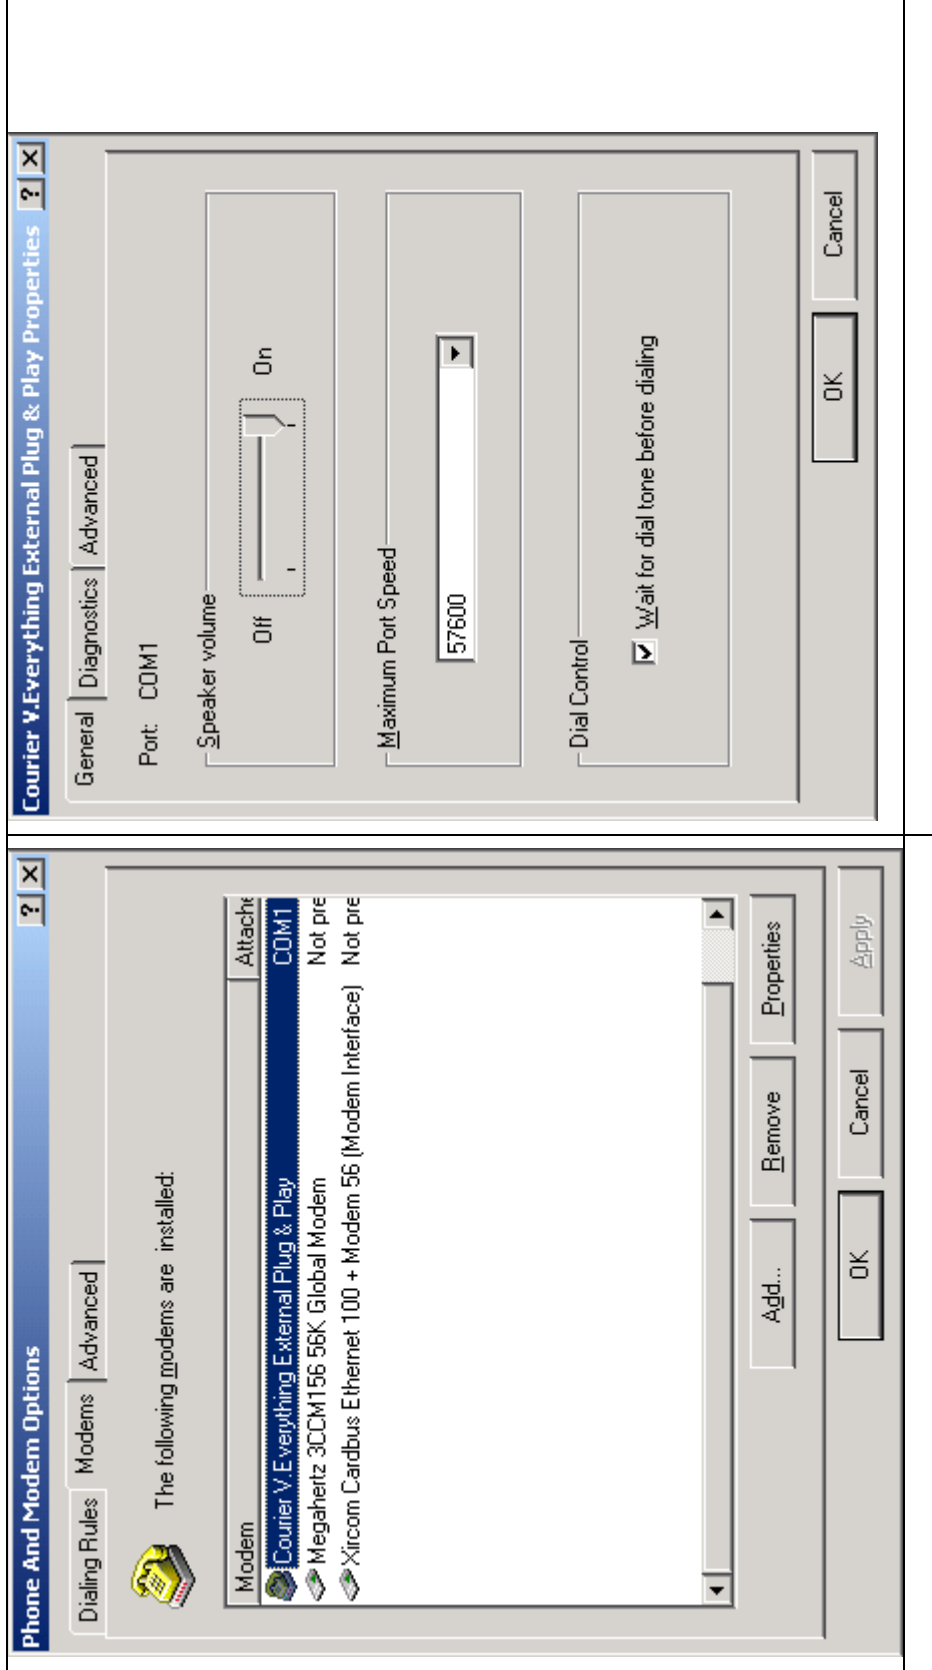 Phone And Modem Options
Dialing Rules Modems Advanced
The following modems are installed:
Modem Attache
Courier V.Everything External Plug & Play COM1
Megahertz 3CCM156 56K Global Modem Not pre
Xircom Cardbus Ethernet 100 + Modem 56 (Modem Interface) Not pre
Add... Remove Properties
OK Cancel Apply
Courier V.Everything External Plug & Play Properties
General Diagnostics Advanced
Port: COM1
Speaker volume
Off On
Maximum Port Speed
57600
Dial Control
Wait for dial tone before dialing
OK Cancel